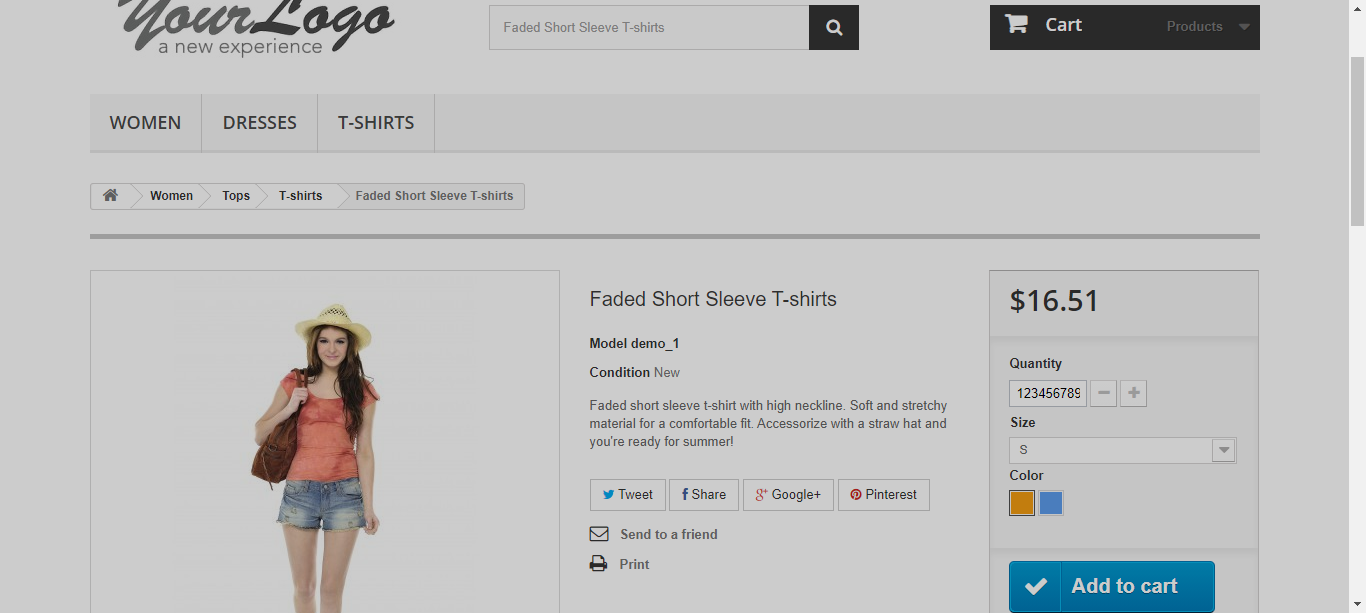 YourLogo
a new experience
Faded Short Sleeve T-shirts
Cart Products
WOMEN DRESSES T-SHIRTS
Women Tops T-shirts Faded Short Sleeve T-shirts
Faded Short Sleeve T-shirts
Model demo_1
Condition New
Faded short sleeve t-shirt with high neckline. Soft and stretchy
material for a comfortable fit. Accessorize with a straw hat and
you're ready for summer!
Tweet Share Google+ Pinterest
Send to a friend
Print
$16.51
Quantity
123456789
Size
S
Color
Add to cart